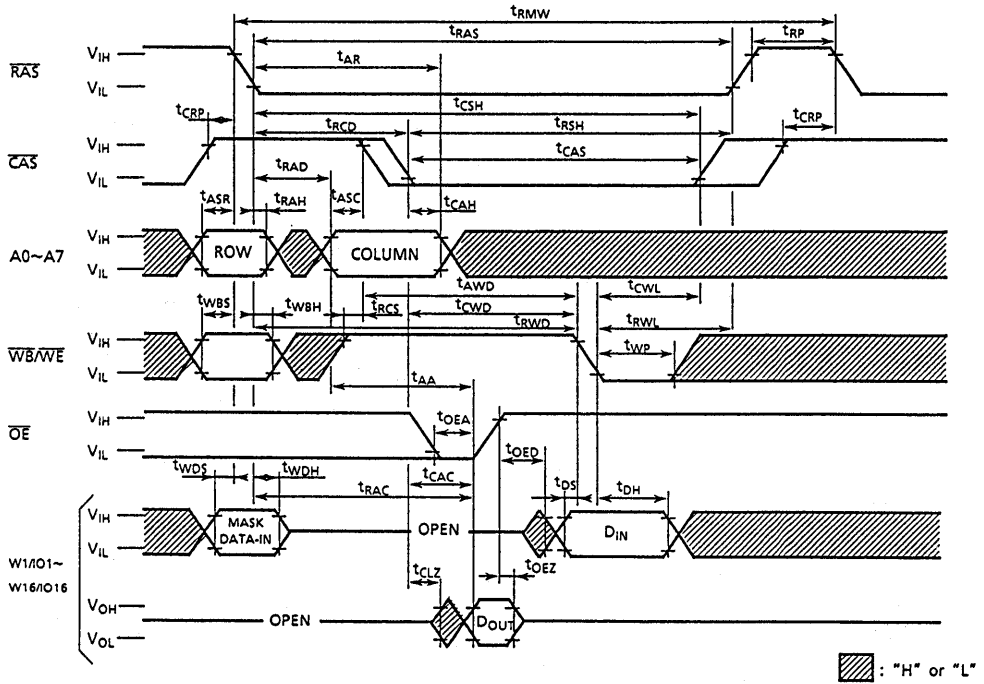 tRMW
tRAS
tRP
tAR
RAS
VIH
VIL
tCSH
tCRP
tRCD
tRSH
tCRP
CAS
VIH
VIL
tCAS
tRAD
tASR
tRAH
tASC
tCAH
A0~A7
VIH
VIL
ROW
COLUMN
tAWD
tCWL
tWBS
tWBH
tRCS
tCWD
tRWD
tRWL
WB/WE
VIH
VIL
tWP
tAA
OE
VIH
VIL
tOEA
tOED
tWDS
tWDH
tCAC
tRAC
tDS
tDH
VIH
VIL
MASK
DATA-IN
OPEN
DIN
W1/IO1~
W16/IO16
tCLZ
tOEZ
VOH
VOL
OPEN
DOUT
: "H" or "L"